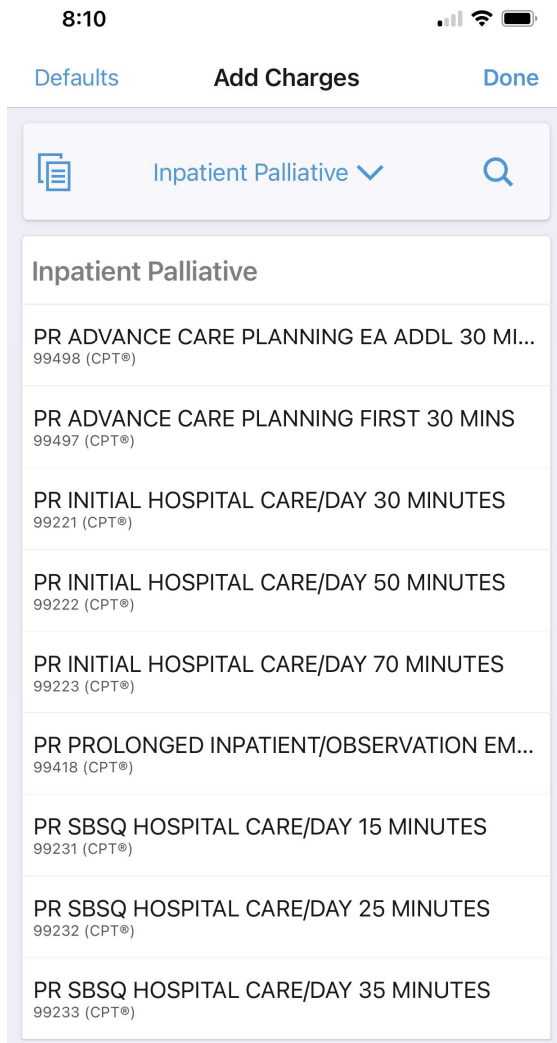 8:10
Defaults Add Charges Done
Inpatient Palliative
Inpatient Palliative
PR ADVANCE CARE PLANNING EA ADDL 30 MI...
99498 (CPT®)
PR ADVANCE CARE PLANNING FIRST 30 MINS
99497 (CPT®)
PR INITIAL HOSPITAL CARE/DAY 30 MINUTES
99221 (CPT®)
PR INITIAL HOSPITAL CARE/DAY 50 MINUTES
99222 (CPT®)
PR INITIAL HOSPITAL CARE/DAY 70 MINUTES
99223 (CPT®)
PR PROLONGED INPATIENT/OBSERVATION EM...
99418 (CPT®)
PR SBSQ HOSPITAL CARE/DAY 15 MINUTES
99231 (CPT®)
PR SBSQ HOSPITAL CARE/DAY 25 MINUTES
99232 (CPT®)
PR SBSQ HOSPITAL CARE/DAY 35 MINUTES
99233 (CPT®)